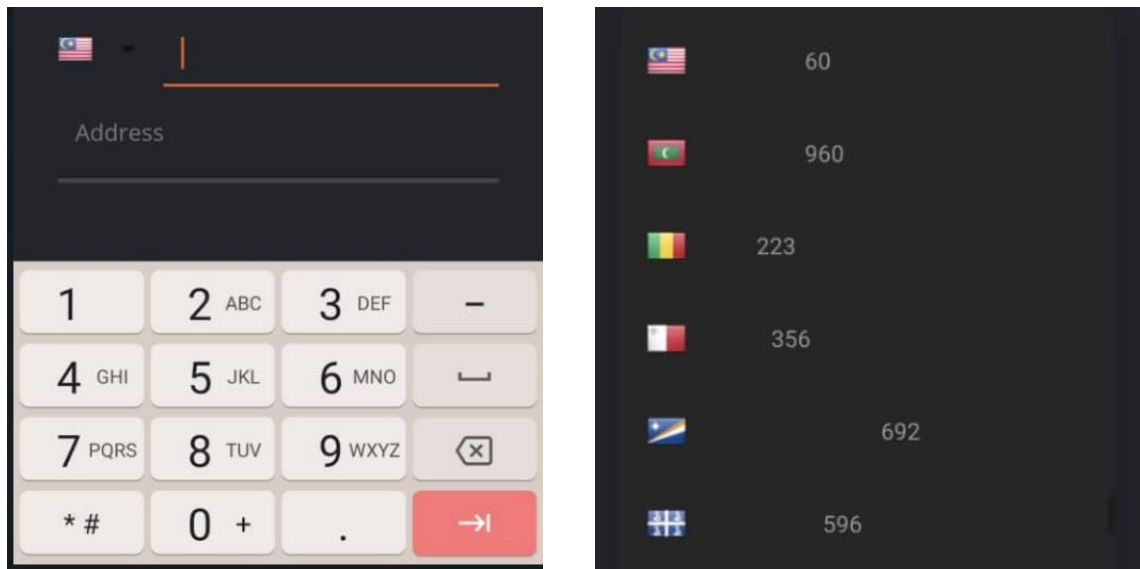 Address
1
2 ABC
3 DEF
-
4 GHI
5 JKL
6 MNO
7 PQRS
8 TUV
9 WXYZ
* #
0 +
.
60
960
223
356
692
596